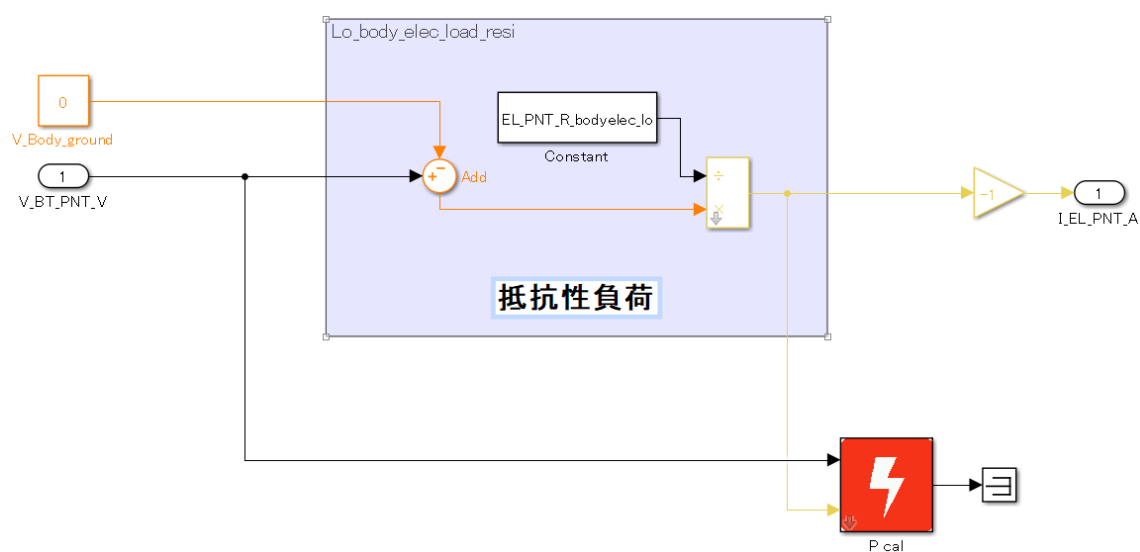 Lo_body_elec_load_resi
0
V_Body_ground
EL_PNT_R_bodyelec_lo
Constant
1
V_BT_PNT_V
+
−
Add
÷
×
-1
1
I_EL_PNT_A
抵抗性負荷
P cal